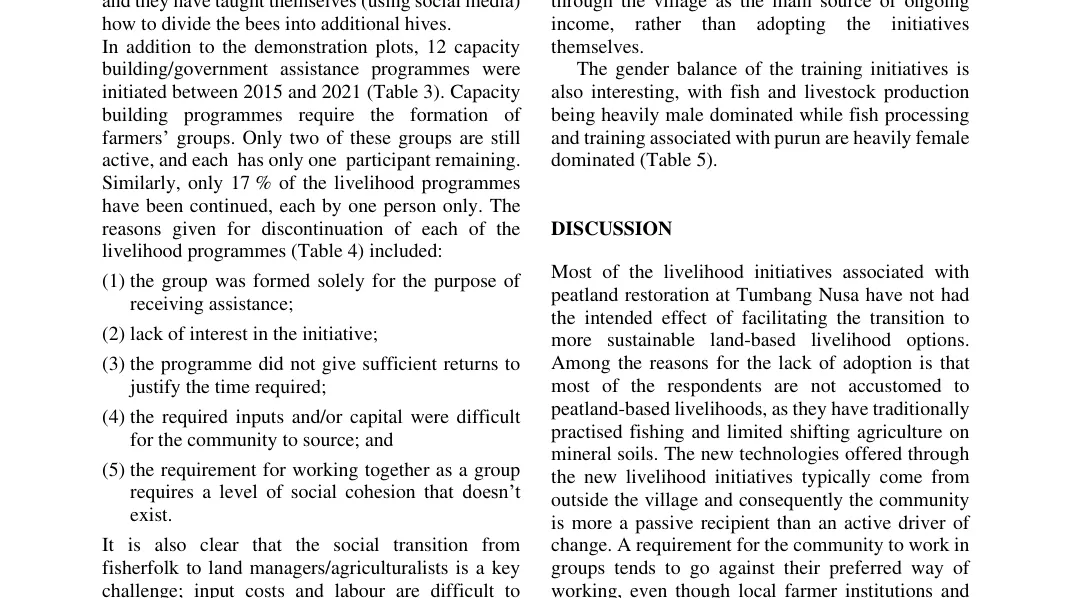 and they have taught themselves (using social media)
how to divide the bees into additional hives.
In addition to the demonstration plots, 12 capacity
building/government assistance programmes were
initiated between 2015 and 2021 (Table 3). Capacity
building programmes require the formation of
farmers’ groups. Only two of these groups are still
active, and each has only one participant remaining.
Similarly, only 17 % of the livelihood programmes
have been continued, each by one person only. The
reasons given for discontinuation of each of the
livelihood programmes (Table 4) included:
(1) the group was formed solely for the purpose of
receiving assistance;
(2) lack of interest in the initiative;
(3) the programme did not give sufficient returns to
justify the time required;
(4) the required inputs and/or capital were difficult
for the community to source; and
(5) the requirement for working together as a group
requires a level of social cohesion that doesn’t
exist.
It is also clear that the social transition from
fisherfolk to land managers/agriculturalists is a key
challenge; input costs and labour are difficult to
through the village as the main source of ongoing
income, rather than adopting the initiatives
themselves.
The gender balance of the training initiatives is
also interesting, with fish and livestock production
being heavily male dominated while fish processing
and training associated with purun are heavily female
dominated (Table 5).
DISCUSSION
Most of the livelihood initiatives associated with
peatland restoration at Tumbang Nusa have not had
the intended effect of facilitating the transition to
more sustainable land-based livelihood options.
Among the reasons for the lack of adoption is that
most of the respondents are not accustomed to
peatland-based livelihoods, as they have traditionally
practised fishing and limited shifting agriculture on
mineral soils. The new technologies offered through
the new livelihood initiatives typically come from
outside the village and consequently the community
is more a passive recipient than an active driver of
change. A requirement for the community to work in
groups tends to go against their preferred way of
working, even though local farmer institutions and